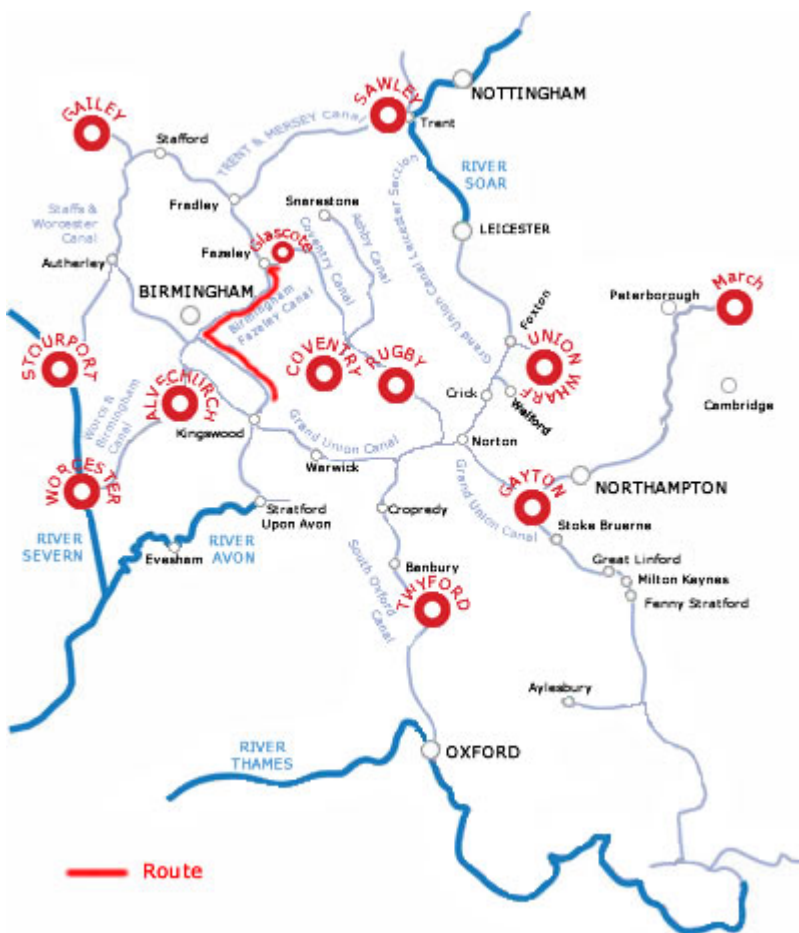 NOTTINGHAM
SAWLEY
Trent
GAILEY
Stafford
TRENT & MERSEY Canal
RIVER
SOAR
Fradley
Snarestone
LEICESTER
Staffs &
Worcester
Canal
Autherley
Fazeley
Glascote
Coventry Canal
Ashby Canal
Grand Union Canal Leicester Section
BIRMINGHAM
Birmingham
Fazeley Canal
Peterborough
March
Foxton
UNION WHARF
STOURPORT
COVENTRY
RUGBY
Crick
Welford
Cambridge
ALVECHURCH
Worcs &
Birmingham
Canal
Kingswood
Grand Union Canal
Warwick
Norton
WORCESTER
GAYTON
NORTHAMPTON
Grand Union Canal
Stratford
Upon Avon
Cropredy
Stoke Bruerne
RIVER
SEVERN
RIVER
AVON
Evesham
South Oxford
Canal
Banbury
TWYFORD
Great Linford
Milton Keynes
Fenny Stratford
Aylesbury
RIVER
THAMES
OXFORD
Route